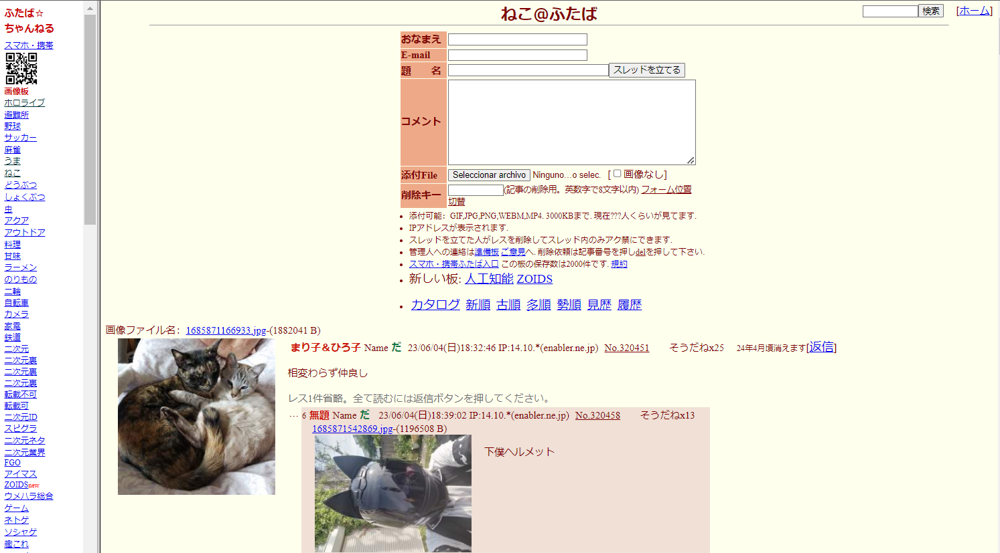 ふたば☆
ちゃんねる
スマホ・携帯
画像板
ホロライブ
避難所
野球
サッカー
麻雀
うま
ねこ
どうぶつ
しょくぶつ
虫
アクア
アウトドア
料理
甘味
ラーメン
のりもの
二輪
自転車
カメラ
家電
鉄道
二次元
二次元裏
二次元裏
二次元裏
転載不可
転載可
二次元ID
スピグラ
二次元ネタ
二次元業界
FGO
アイマス
ZOIDSnew
ウメハラ総合
ゲーム
ネトゲ
ソシャゲ
艦これ
ねこ@ふたば
検索 [ホーム]
おなまえ
E-mail
題　　名 スレッドを立てる
コメント
添付File Seleccionar archivo Ninguno…o selec. [画像なし]
削除キー (記事の削除用。英数字で8文字以内) フォーム位置
切替
添付可能：GIF,JPG,PNG,WEBM,MP4. 3000KBまで. 現在???人くらいが見てます.
IPアドレスが表示されます.
スレッドを立てた人がレスを削除してスレッド内のみアク禁にできます.
管理人への連絡は準備板 ご意見へ. 削除依頼は記事番号を押しdelを押して下さい.
スマホ・携帯ふたば入口 この板の保存数は2000件です. 規約
新しい板: 人工知能 ZOIDS
カタログ 新順 古順 多順 勢順 見歴 履歴
画像ファイル名：1685871166933.jpg-(1882041 B)
まり子＆ひろ子 Name だ 23/06/04(日)18:32:46 IP:14.10.*(enabler.ne.jp) No.320451 そうだねx25 24年4月頃消えます[返信]
相変わらず仲良し
レス1件省略。全て読むには返信ボタンを押してください。
… 6 無題 Name だ 23/06/04(日)18:39:02 IP:14.10.*(enabler.ne.jp) No.320458 そうだねx13
1685871542869.jpg-(1196508 B)
下僕ヘルメット